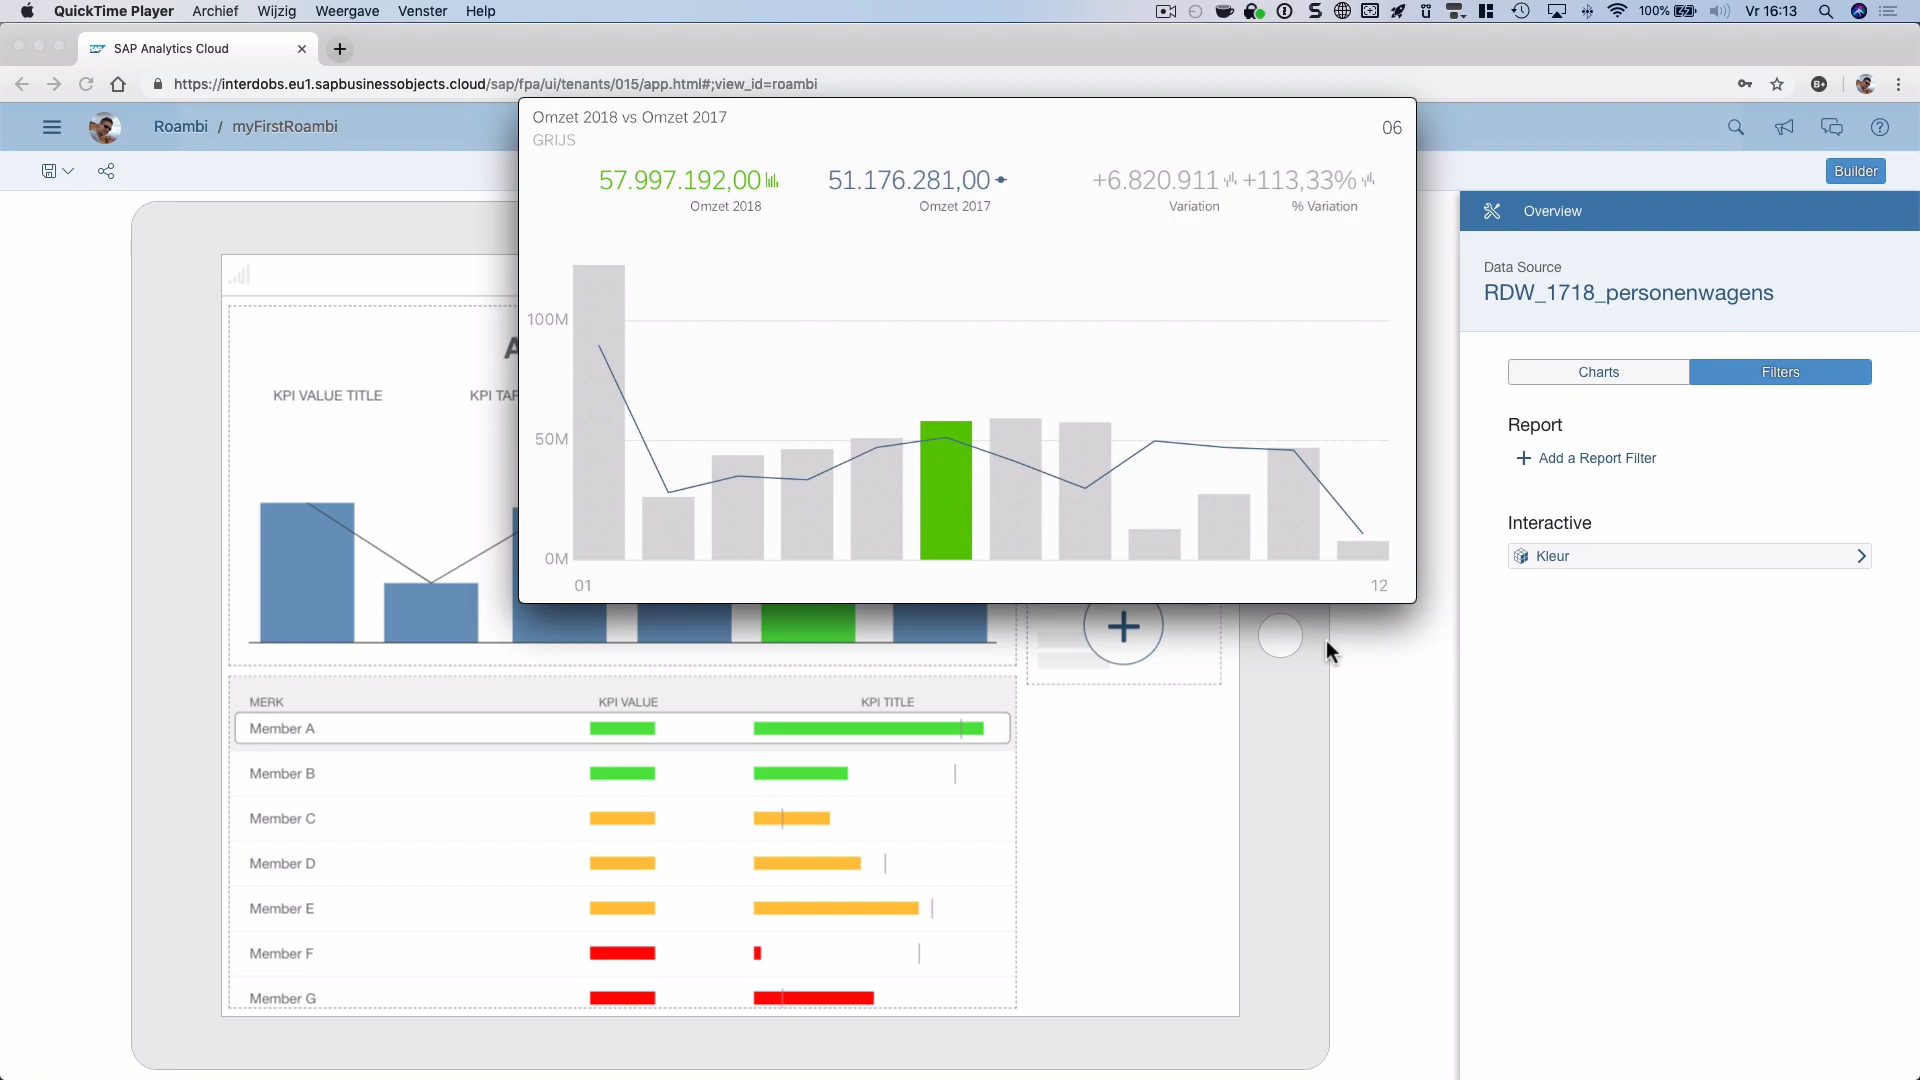 QuickTime Player Archief Wijzig Weergave Venster Help 100% Vr 16:13
SAP Analytics Cloud
https://interdobs.eu1.sapbusinessobjects.cloud/sap/fpa/ui/tenants/015/app.html#;view_id=roambi
Roambi / myFirstRoambi
Builder
Omzet 2018 vs Omzet 2017
GRIJS
06
57.997.192,00 51.176.281,00 +6.820.911 +113,33%
Omzet 2018 Omzet 2017 Variation % Variation
100M
50M
0M
01 12
KPI VALUE TITLE KPI TAR
MERK KPI VALUE KPI TITLE
Member A
Member B
Member C
Member D
Member E
Member F
Member G
Overview
Data Source
RDW_1718_personenwagens
Charts Filters
Report
Add a Report Filter
Interactive
Kleur